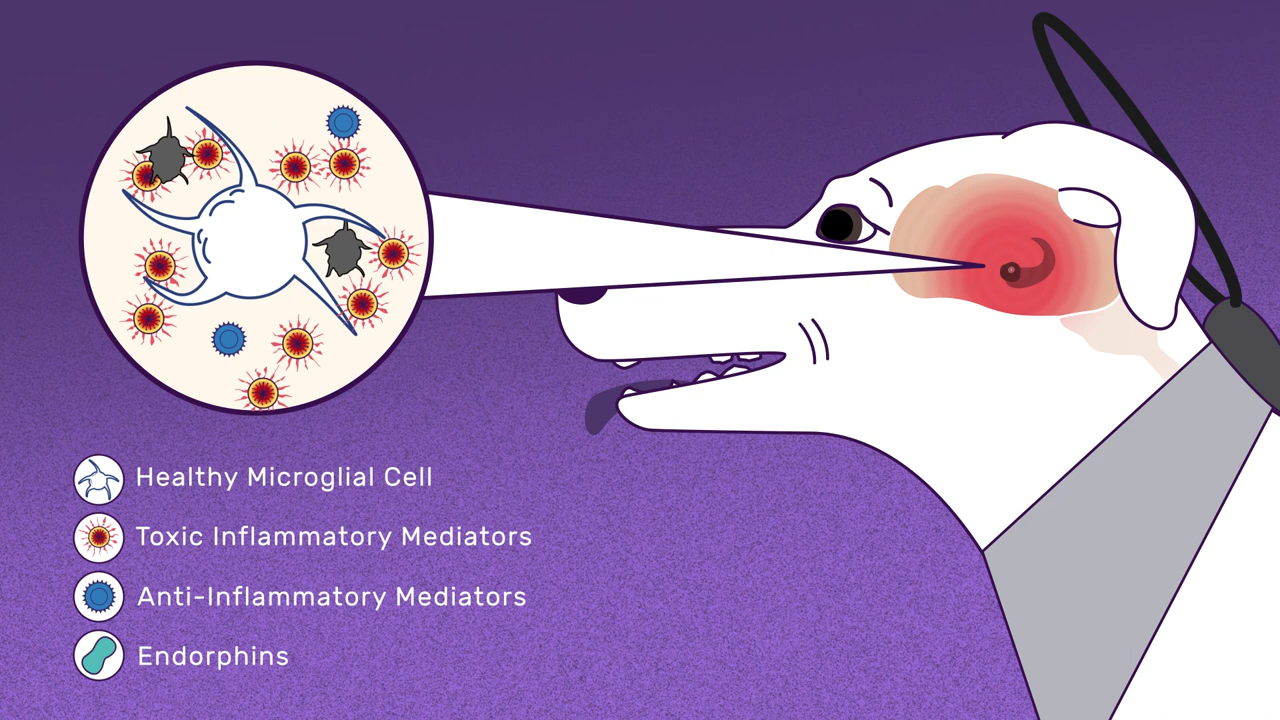 Healthy Microglial Cell
Toxic Inflammatory Mediators
Anti-Inflammatory Mediators
Endorphins